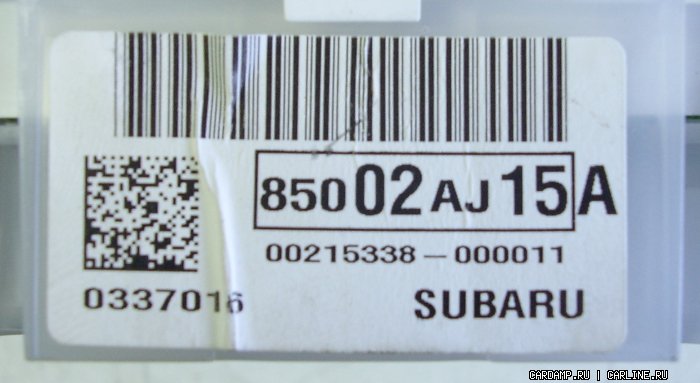 85002AJ15A
00215338-000011
0337016
SUBARU
CARDAMP.RU | CARLINE.RU